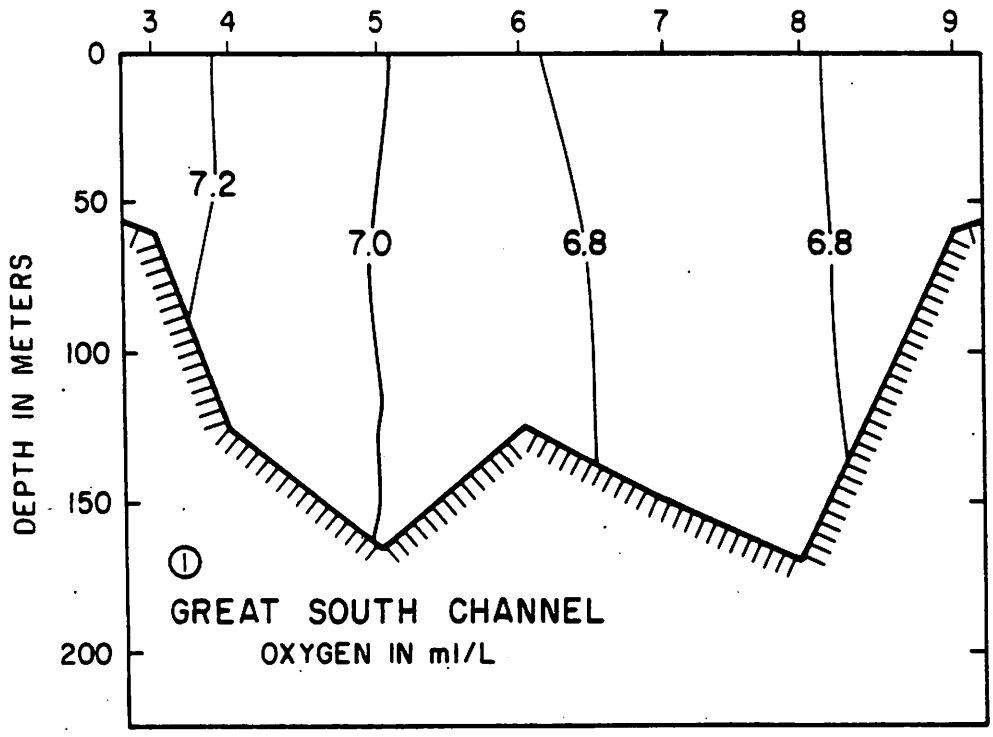 3 4 5 6 7 8 9
0
50
100
150
200
DEPTH IN METERS
7.2
7.0
6.8
6.8
1
GREAT SOUTH CHANNEL
OXYGEN IN ml/L